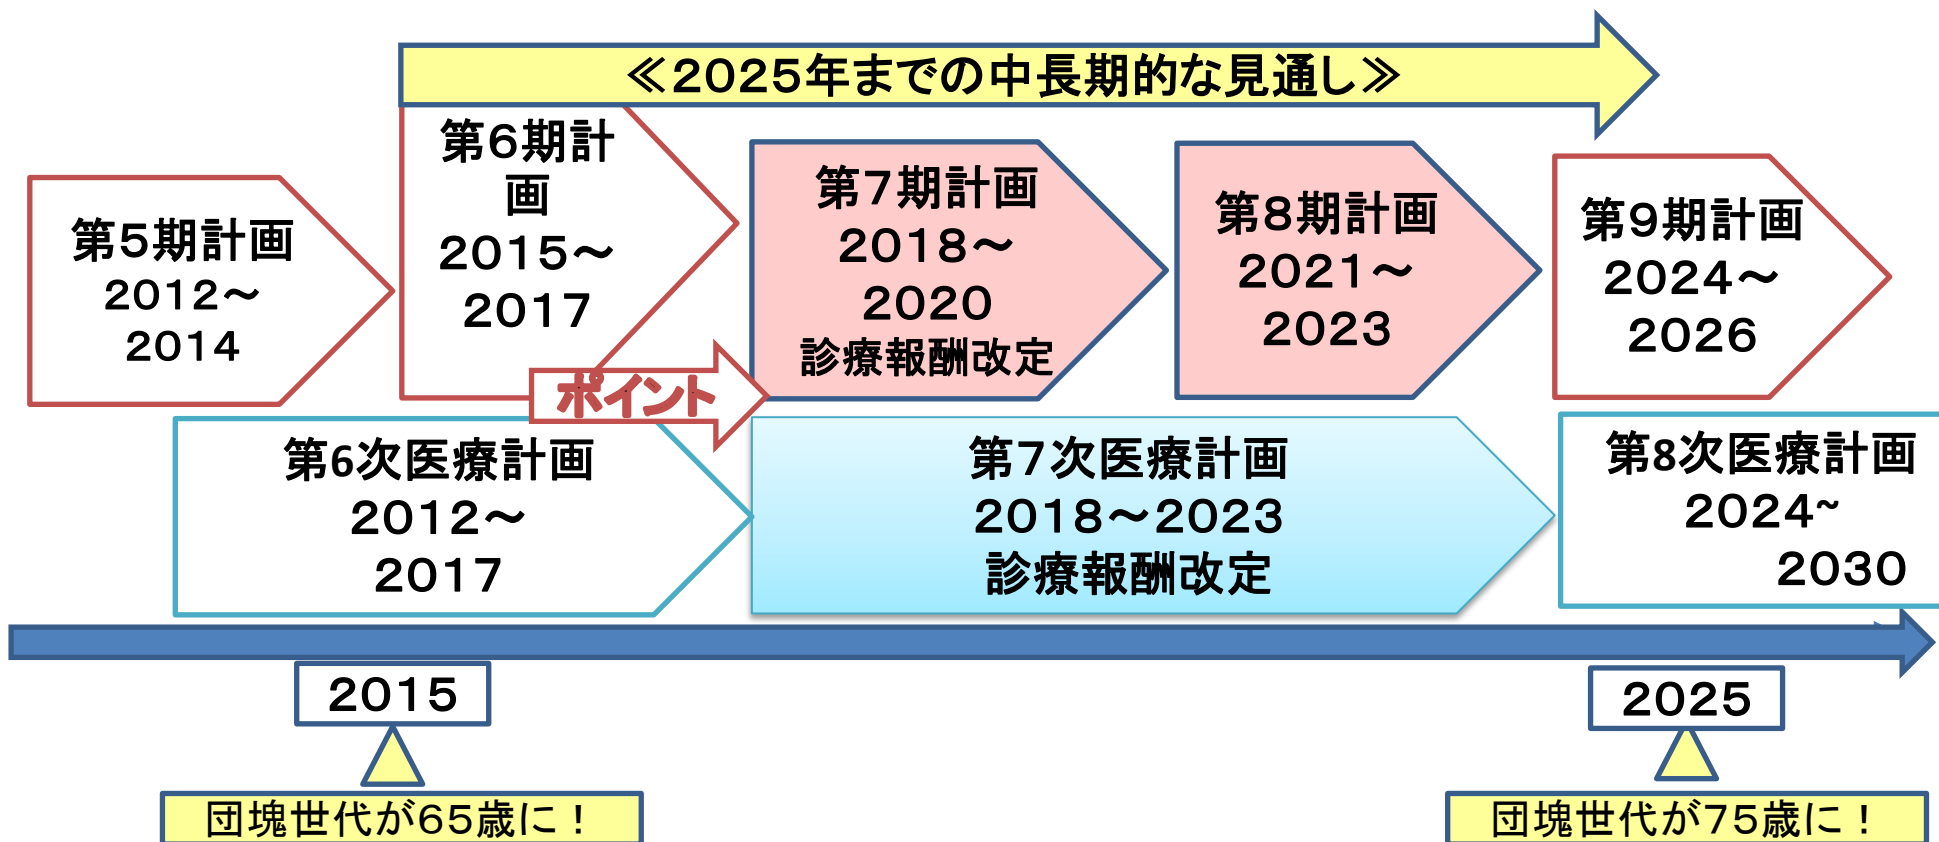 ≪２０２５年までの中長期的な見通し≫
第５期計画
２０１２～
２０１４
第６期計
画
２０１５～
２０１７
第７期計画
２０１８～
２０２０
診療報酬改定
第８期計画
２０２１～
２０２３
第９期計画
２０２４～
２０２６
ポイント
第6次医療計画
２０１２～
２０１７
第７次医療計画
２０１８～２０２３
診療報酬改定
第8次医療計画
２０２４~
２０３０
２０１５
２０２５
団塊世代が６５歳に！
団塊世代が７５歳に！